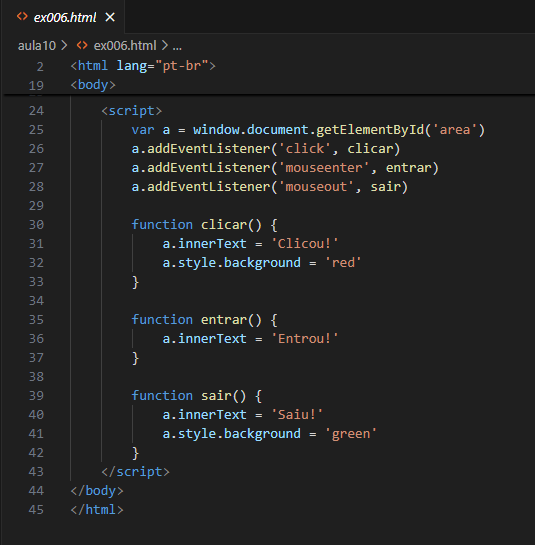 ex006.html
aula10 > ex006.html > ...
2 <html lang="pt-br">
19 <body>
24 <script>
25 var a = window.document.getElementById('area')
26 a.addEventListener('click', clicar)
27 a.addEventListener('mouseenter', entrar)
28 a.addEventListener('mouseout', sair)
29
30 function clicar() {
31 a.innerText = 'Clicou!'
32 a.style.background = 'red'
33 }
34
35 function entrar() {
36 a.innerText = 'Entrou!'
37 }
38
39 function sair() {
40 a.innerText = 'Saiu!'
41 a.style.background = 'green'
42 }
43 </script>
44 </body>
45 </html>